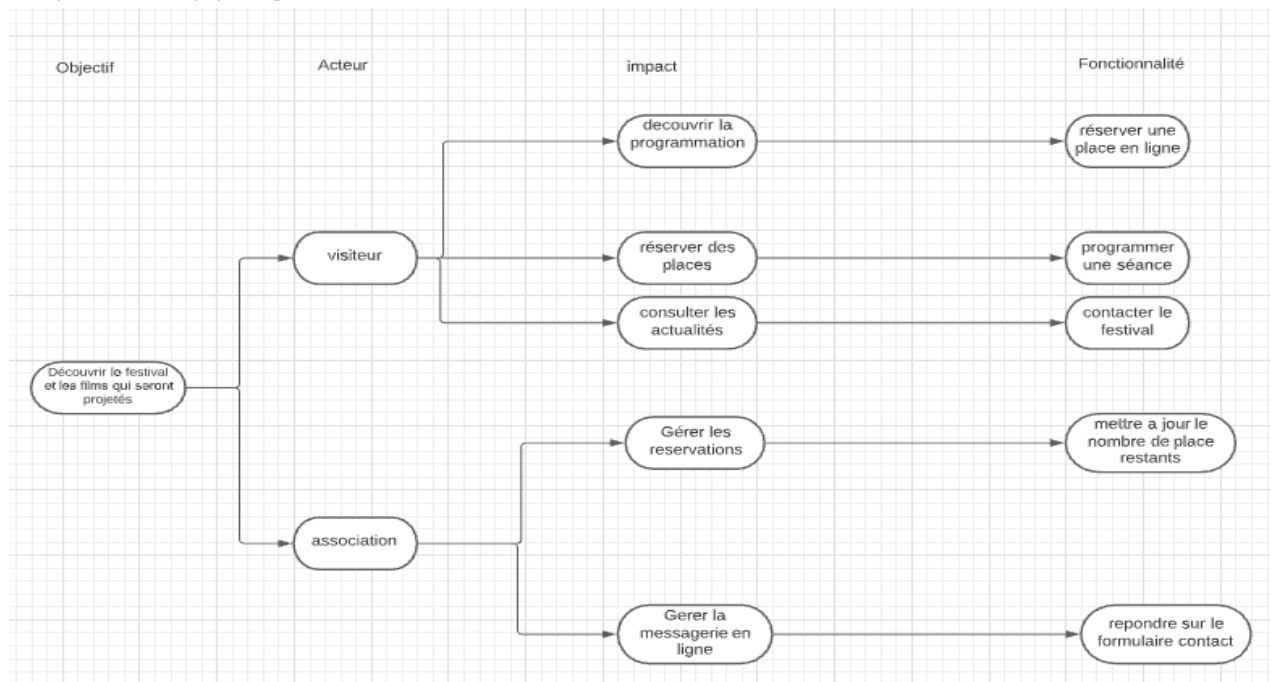 Objectif
Acteur
impact
Fonctionnalité
decouvrir la
programmation
réserver une
place en ligne
visiteur
réserver des
places
programmer
une séance
consulter les
actualités
contacter le
festival
Découvrir le festival
et les films qui seront
projetés
Gérer les
reservations
mettre a jour le
nombre de place
restants
association
Gerer la
messagerie en
ligne
repondre sur le
formulaire contact